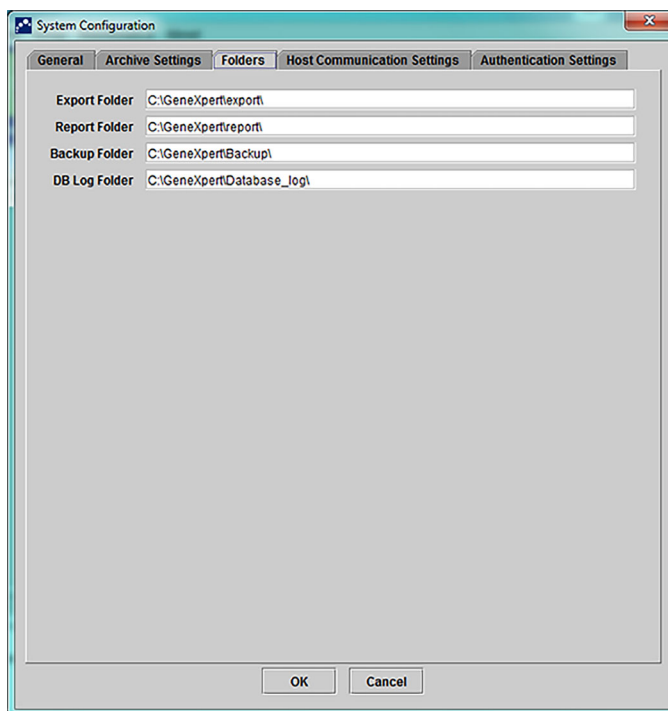 System Configuration
General Archive Settings Folders Host Communication Settings Authentication Settings
Export Folder C:\GeneXpert\export\
Report Folder C:\GeneXpert\report\
Backup Folder C:\GeneXpert\Backup\
DB Log Folder C:\GeneXpert\Database_log\
OK Cancel